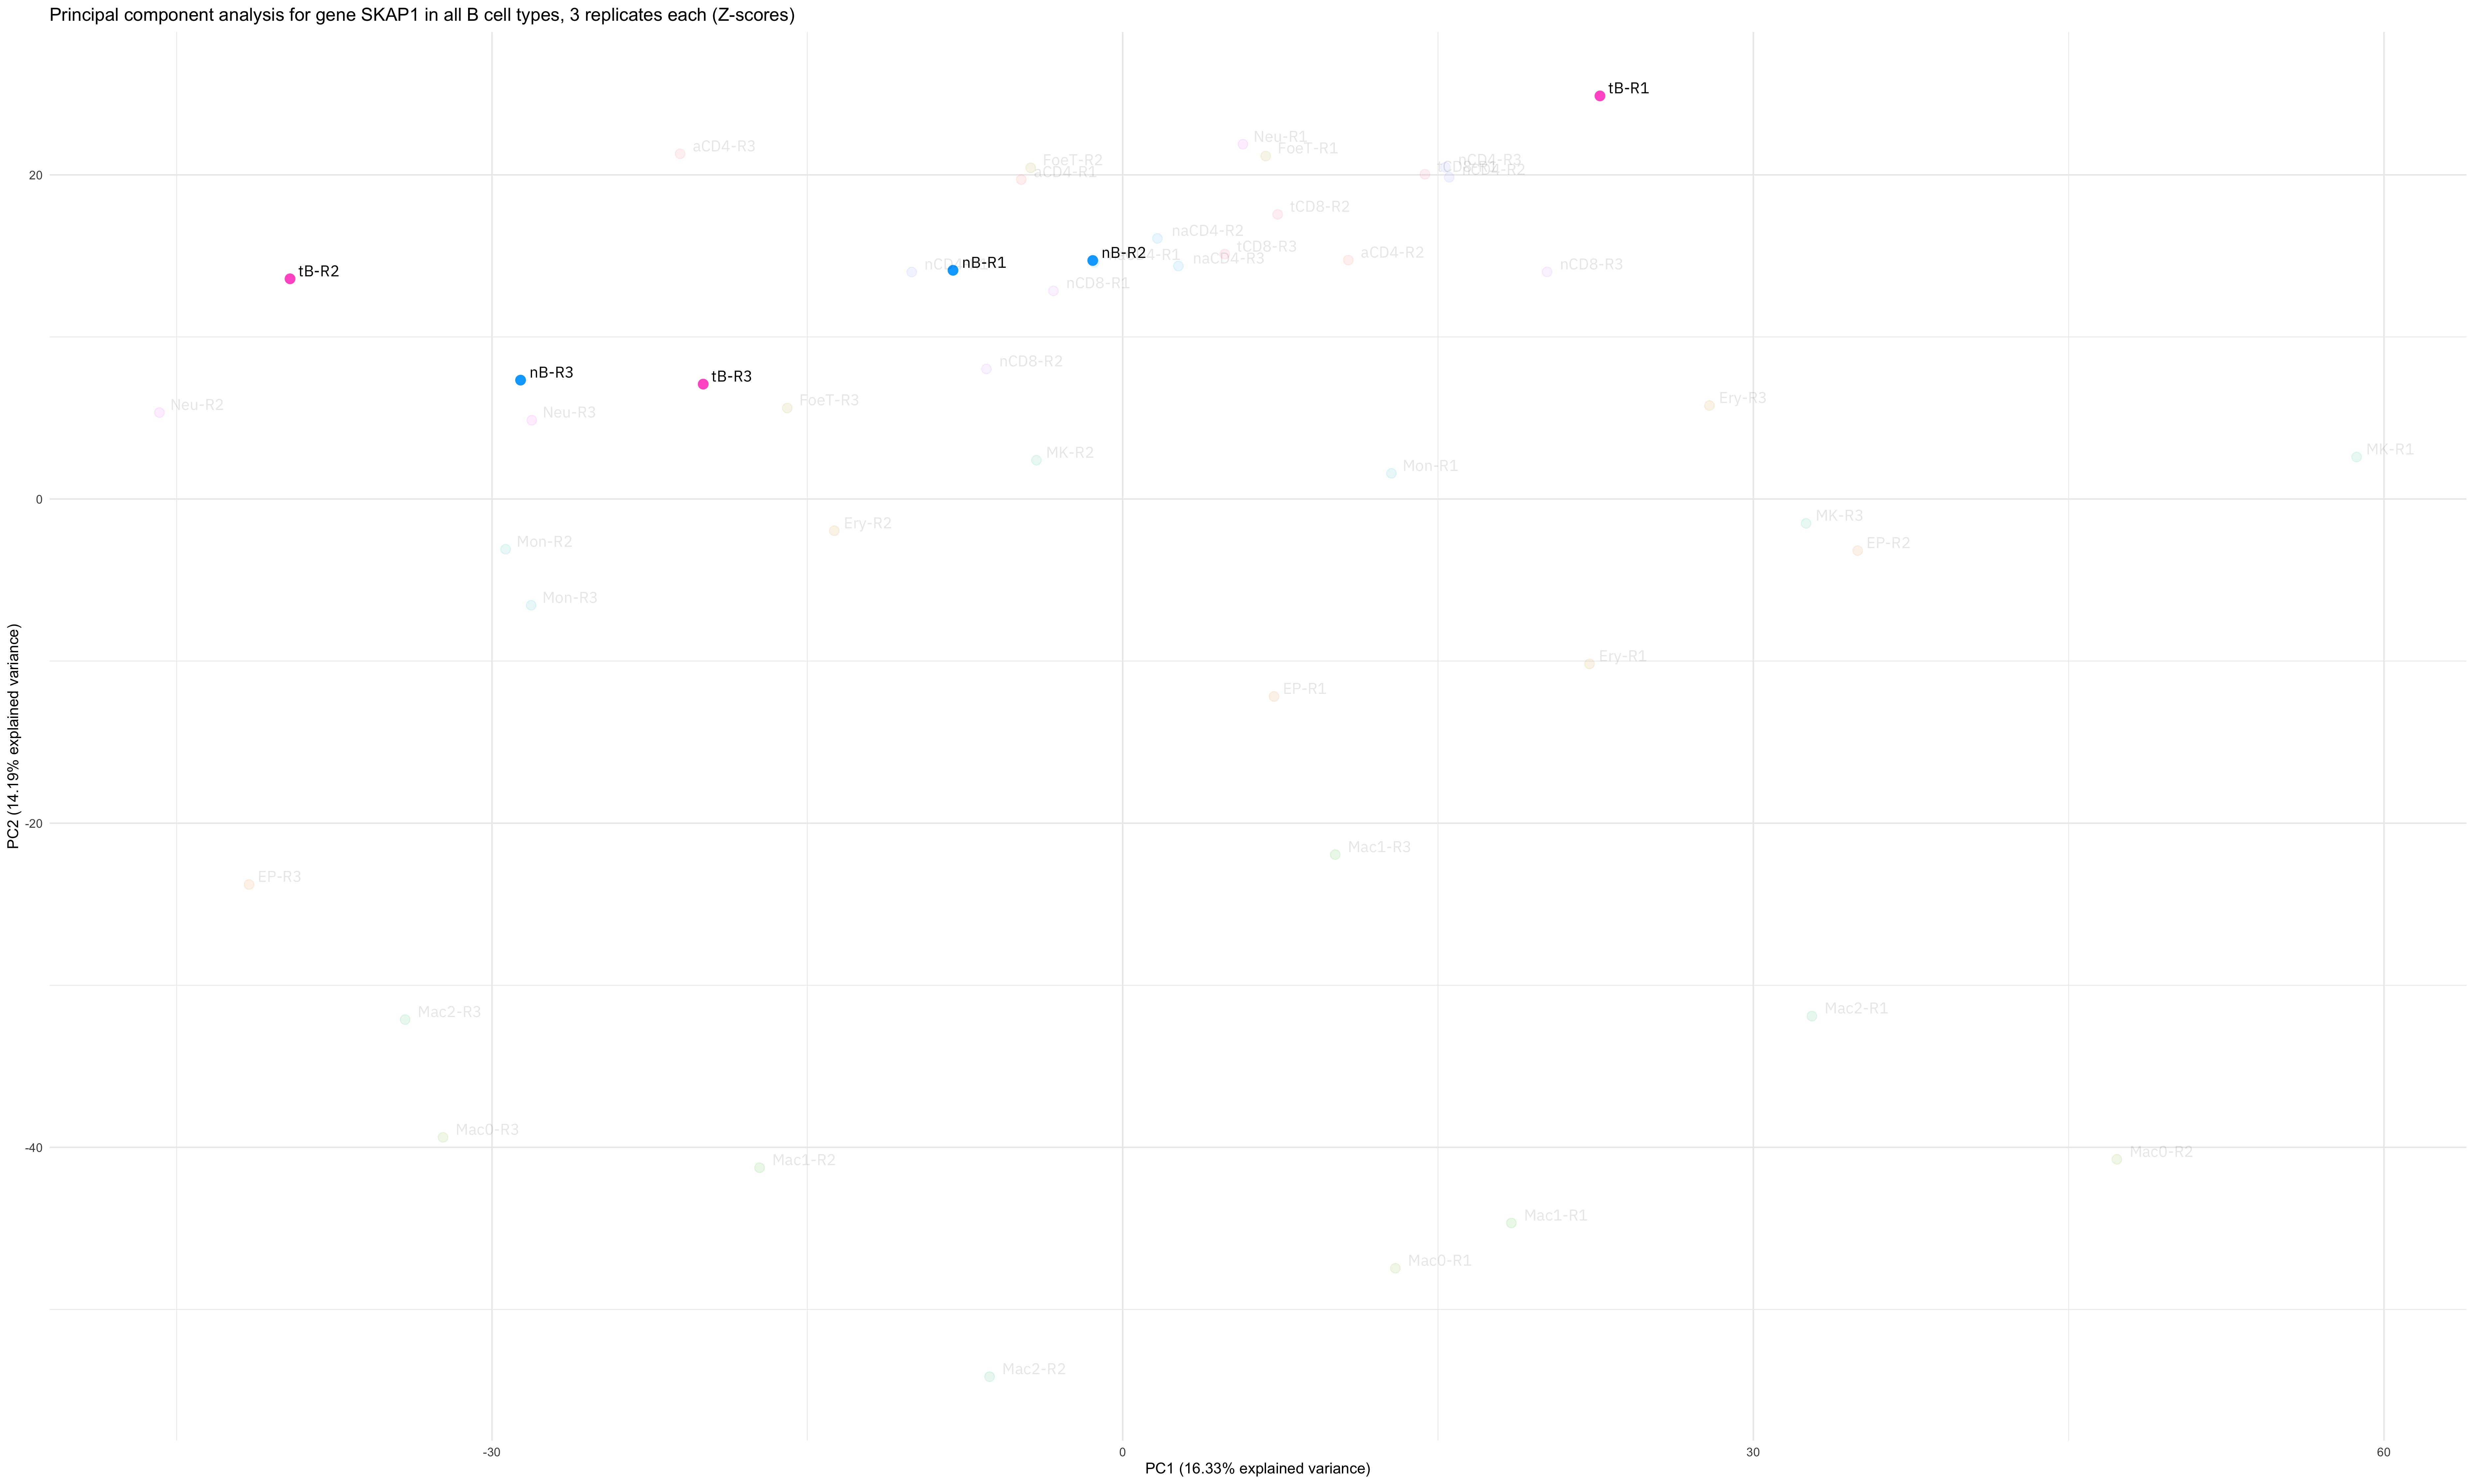 Principal component analysis for gene SKAP1 in all B cell types, 3 replicates each (Z-scores)
tB-R1
Neu-R1
aCD4-R3
FoeT-R1
FoeT-R2
nCD4-R3
aCD4-R1
tCD8-R2
naCD4-R2
tCD8-R3
aCD4-R2
nB-R2
naCD4-R3
nB-R1
nCD8-R3
tB-R2
nCD8-R1
nCD8-R2
nB-R3
tB-R3
FoeT-R3
Ery-R3
Neu-R2
Neu-R3
MK-R2
MK-R1
Mon-R1
Ery-R2
MK-R3
Mon-R2
EP-R2
Mon-R3
Ery-R1
EP-R1
Mac1-R3
EP-R3
Mac2-R3
Mac2-R1
Mac0-R3
Mac1-R2
Mac0-R2
Mac1-R1
Mac0-R1
Mac2-R2
20
0
-20
-40
-30
0
30
60
PC1 (16.33% explained variance)
PC2 (14.19% explained variance)